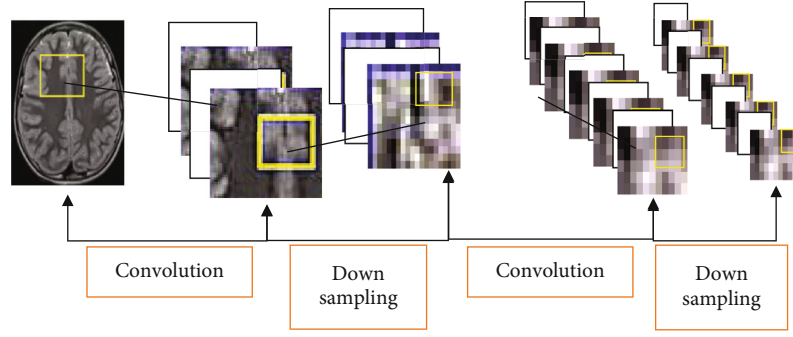 Convolution
Down
sampling
Convolution
Down
sampling